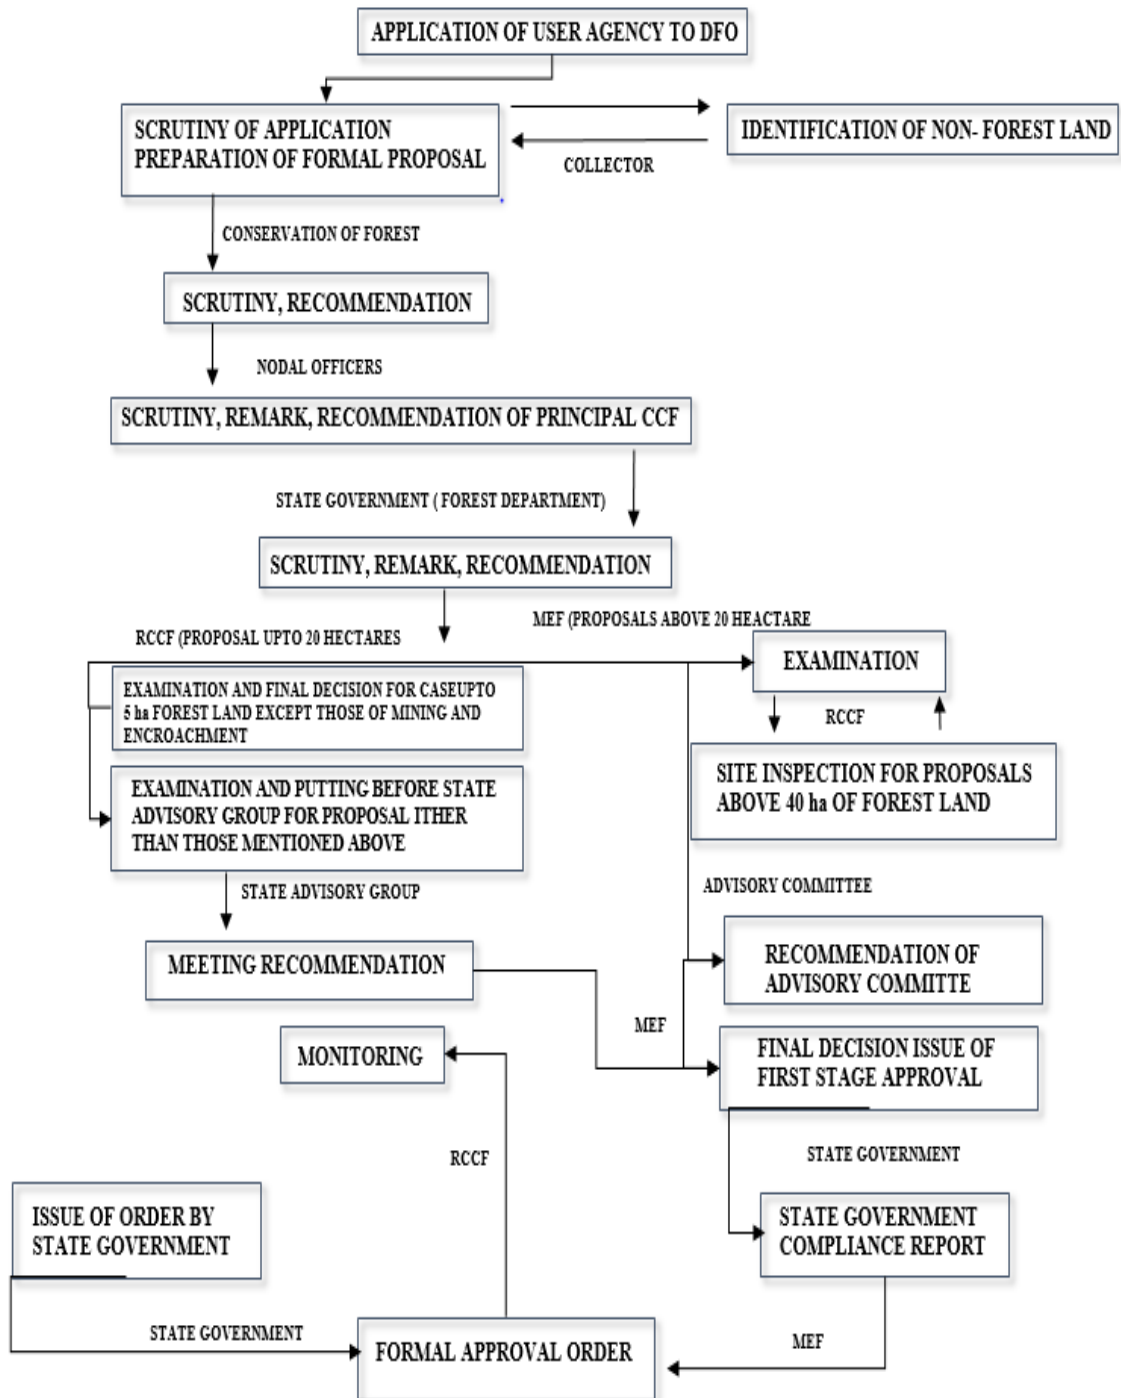 APPLICATION OF USER AGENCY TO DFO
SCRUTINY OF APPLICATION
PREPARATION OF FORMAL PROPOSAL
IDENTIFICATION OF NON- FOREST LAND
COLLECTOR
CONSERVATION OF FOREST
SCRUTINY, RECOMMENDATION
NODAL OFFICERS
SCRUTINY, REMARK, RECOMMENDATION OF PRINCIPAL CCF
STATE GOVERNMENT ( FOREST DEPARTMENT)
SCRUTINY, REMARK, RECOMMENDATION
MEF (PROPOSALS ABOVE 20 HEACTARE
RCCF (PROPOSAL UPTO 20 HECTARES
EXAMINATION
EXAMINATION AND FINAL DECISION FOR CASEUPTO
5 ha FOREST LAND EXCEPT THOSE OF MINING AND
ENCROACHMENT
RCCF
SITE INSPECTION FOR PROPOSALS
ABOVE 40 ha OF FOREST LAND
EXAMINATION AND PUTTING BEFORE STATE
ADVISORY GROUP FOR PROPOSAL ITHER
THAN THOSE MENTIONED ABOVE
STATE ADVISORY GROUP
ADVISORY COMMITTEE
MEETING RECOMMENDATION
RECOMMENDATION OF
ADVISORY COMMITTE
MEF
MONITORING
FINAL DECISION ISSUE OF
FIRST STAGE APPROVAL
RCCF
STATE GOVERNMENT
ISSUE OF ORDER BY
STATE GOVERNMENT
STATE GOVERNMENT
COMPLIANCE REPORT
STATE GOVERNMENT
MEF
FORMAL APPROVAL ORDER